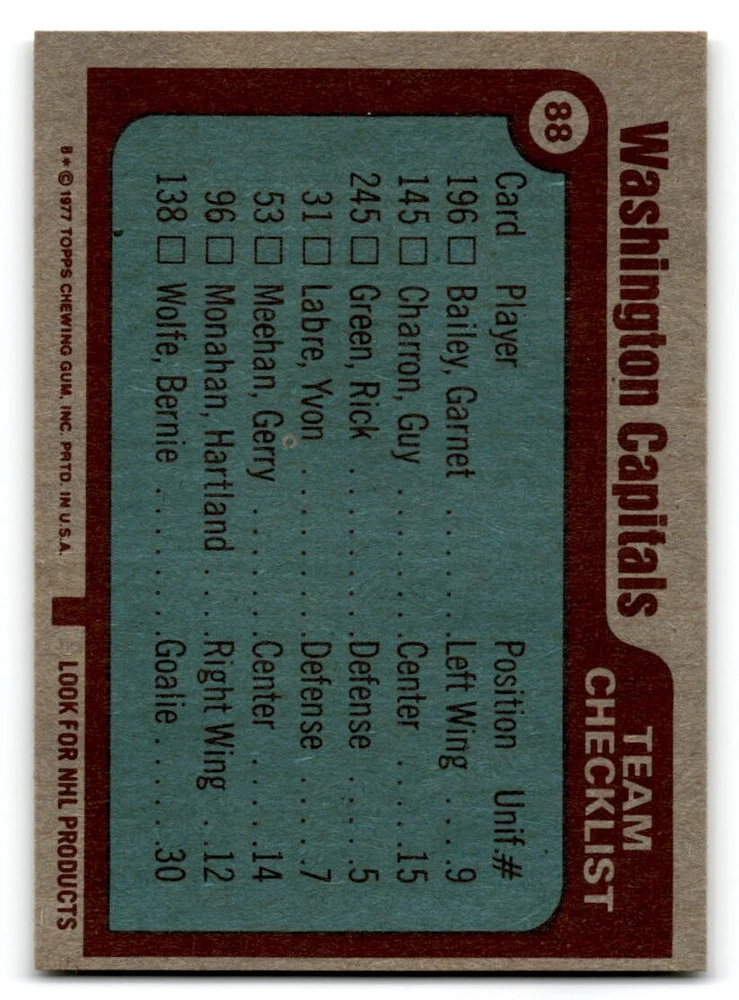 88
Washington Capitals
TEAM
CHECKLIST
Card Player Position Unif.#
196 □ Bailey, Garnet . . . . . .Left Wing . . . .9
145 □ Charron, Guy . . . . . . . .Center . . . . .15
245 □ Green, Rick . . . . . . . . .Defense . . . . .5
31 □ Labre, Yvon . . . . . . . . .Defense . . . . .7
53 □ Meehan, Gerry . . . . . . .Center . . . . .14
96 □ Monahan, Hartland . . . .Right Wing . .12
138 □ Wolfe, Bernie . . . . . . . .Goalie . . . . .30
8 * © 1977 TOPPS CHEWING GUM, INC. PRTD. IN U.S.A.
LOOK FOR NHL PRODUCTS